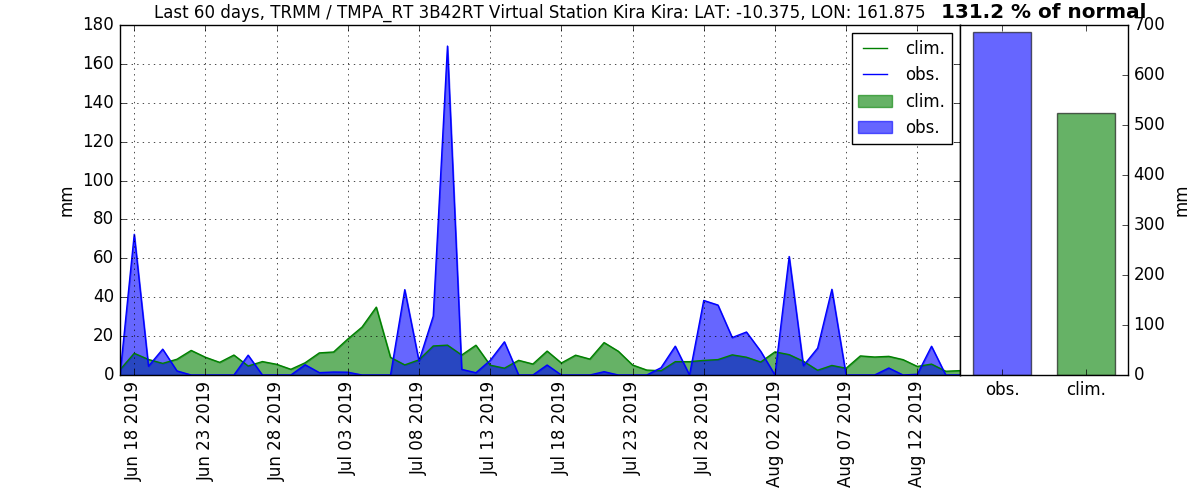 Last 60 days, TRMM / TMPA_RT 3B42RT Virtual Station Kira Kira: LAT: -10.375, LON: 161.875
131.2 % of normal
180
160
140
120
100
80
60
40
20
0
mm
clim.
obs.
clim.
obs.
Jun 18 2019
Jun 23 2019
Jun 28 2019
Jul 03 2019
Jul 08 2019
Jul 13 2019
Jul 18 2019
Jul 23 2019
Jul 28 2019
Aug 02 2019
Aug 07 2019
Aug 12 2019
700
600
500
400
300
200
100
0
mm
obs.
clim.